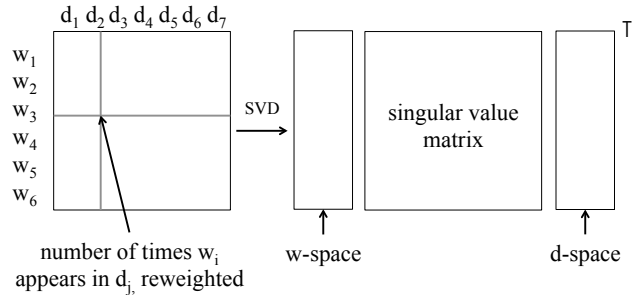 d1 d2 d3 d4 d5 d6 d7
T
w1
w2
w3
w4
w5
w6
SVD
singular value
matrix
number of times wi
appears in dj, reweighted
w-space
d-space